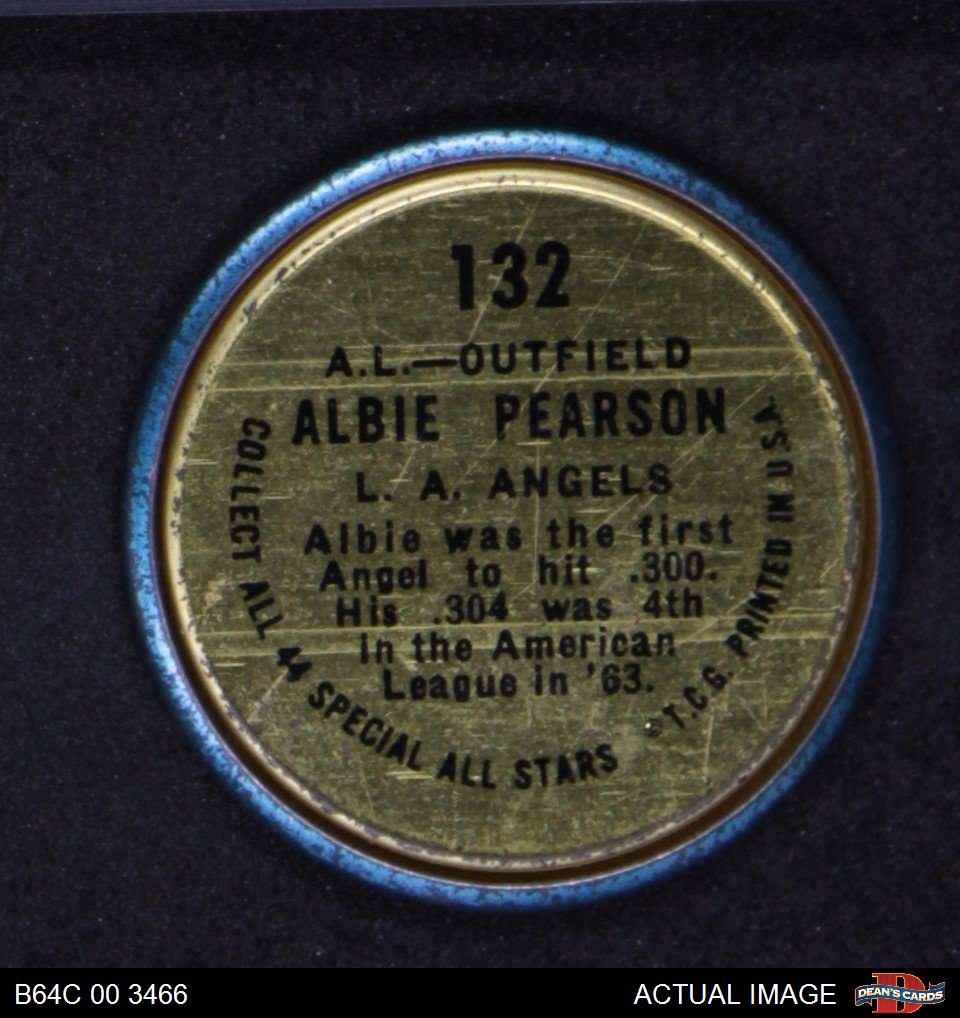 132
A.L.—OUTFIELD
ALBIE PEARSON
L. A. ANGELS
Albie was the first
Angel to hit .300.
His .304 was 4th
in the American
League in '63.
COLLECT ALL 44 SPECIAL ALL STARS
© T.C.G. PRINTED IN U.S.A.
B64C 00 3466
ACTUAL IMAGE
D
DEAN'S CARDS